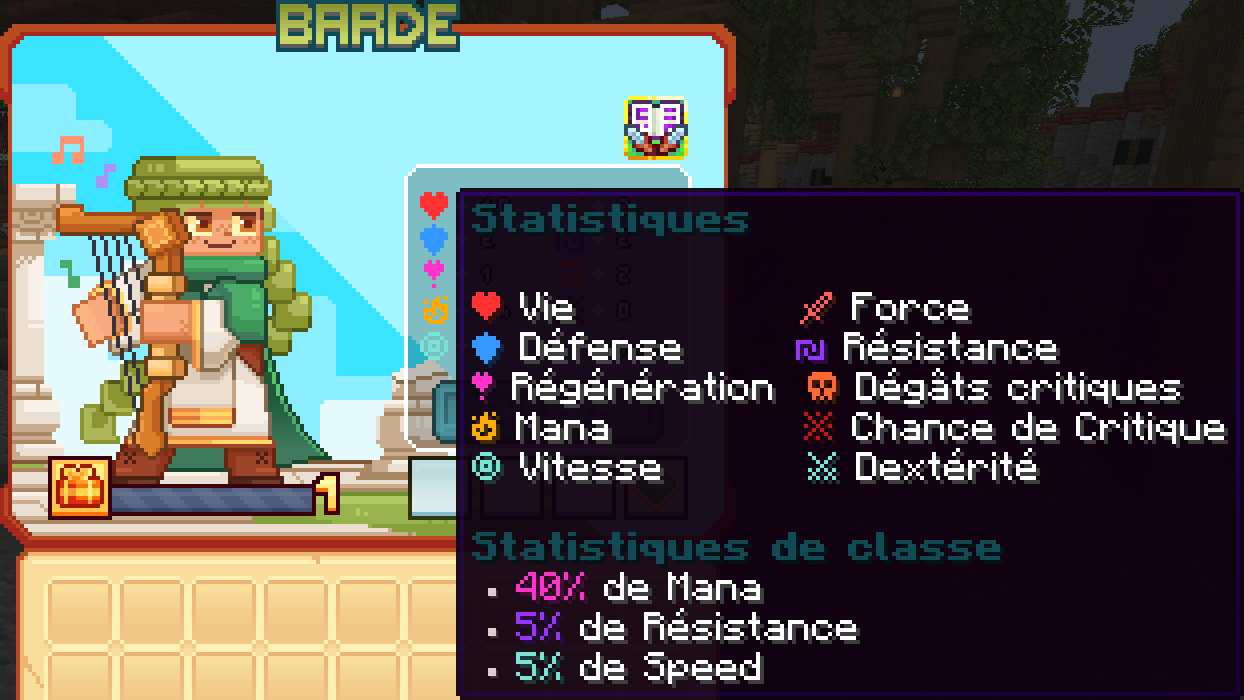 BARDE
Statistiques
Vie Force
Défense Résistance
Régénération Dégâts critiques
Mana Chance de Critique
Vitesse Dextérité
1
Statistiques de classe
40% de Mana
5% de Résistance
5% de Speed